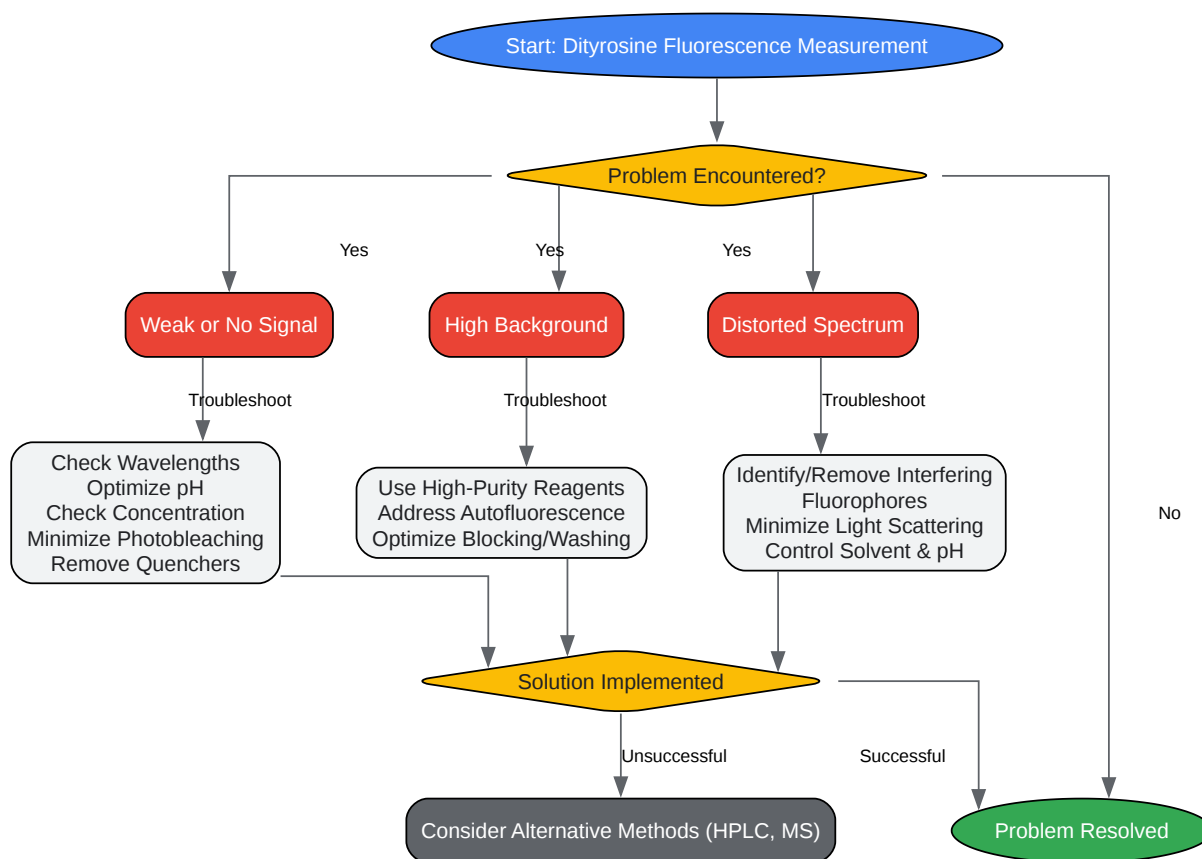 Start: Dityrosine Fluorescence Measurement
Problem Encountered?
Yes
Yes
Yes
Weak or No Signal
High Background
Distorted Spectrum
Troubleshoot
Troubleshoot
Troubleshoot
Check Wavelengths
Optimize pH
Check Concentration
Minimize Photobleaching
Remove Quenchers
Use High-Purity Reagents
Address Autofluorescence
Optimize Blocking/Washing
Identify/Remove Interfering
Fluorophores
Minimize Light Scattering
Control Solvent & pH
No
Solution Implemented
Unsuccessful
Successful
Consider Alternative Methods (HPLC, MS)
Problem Resolved